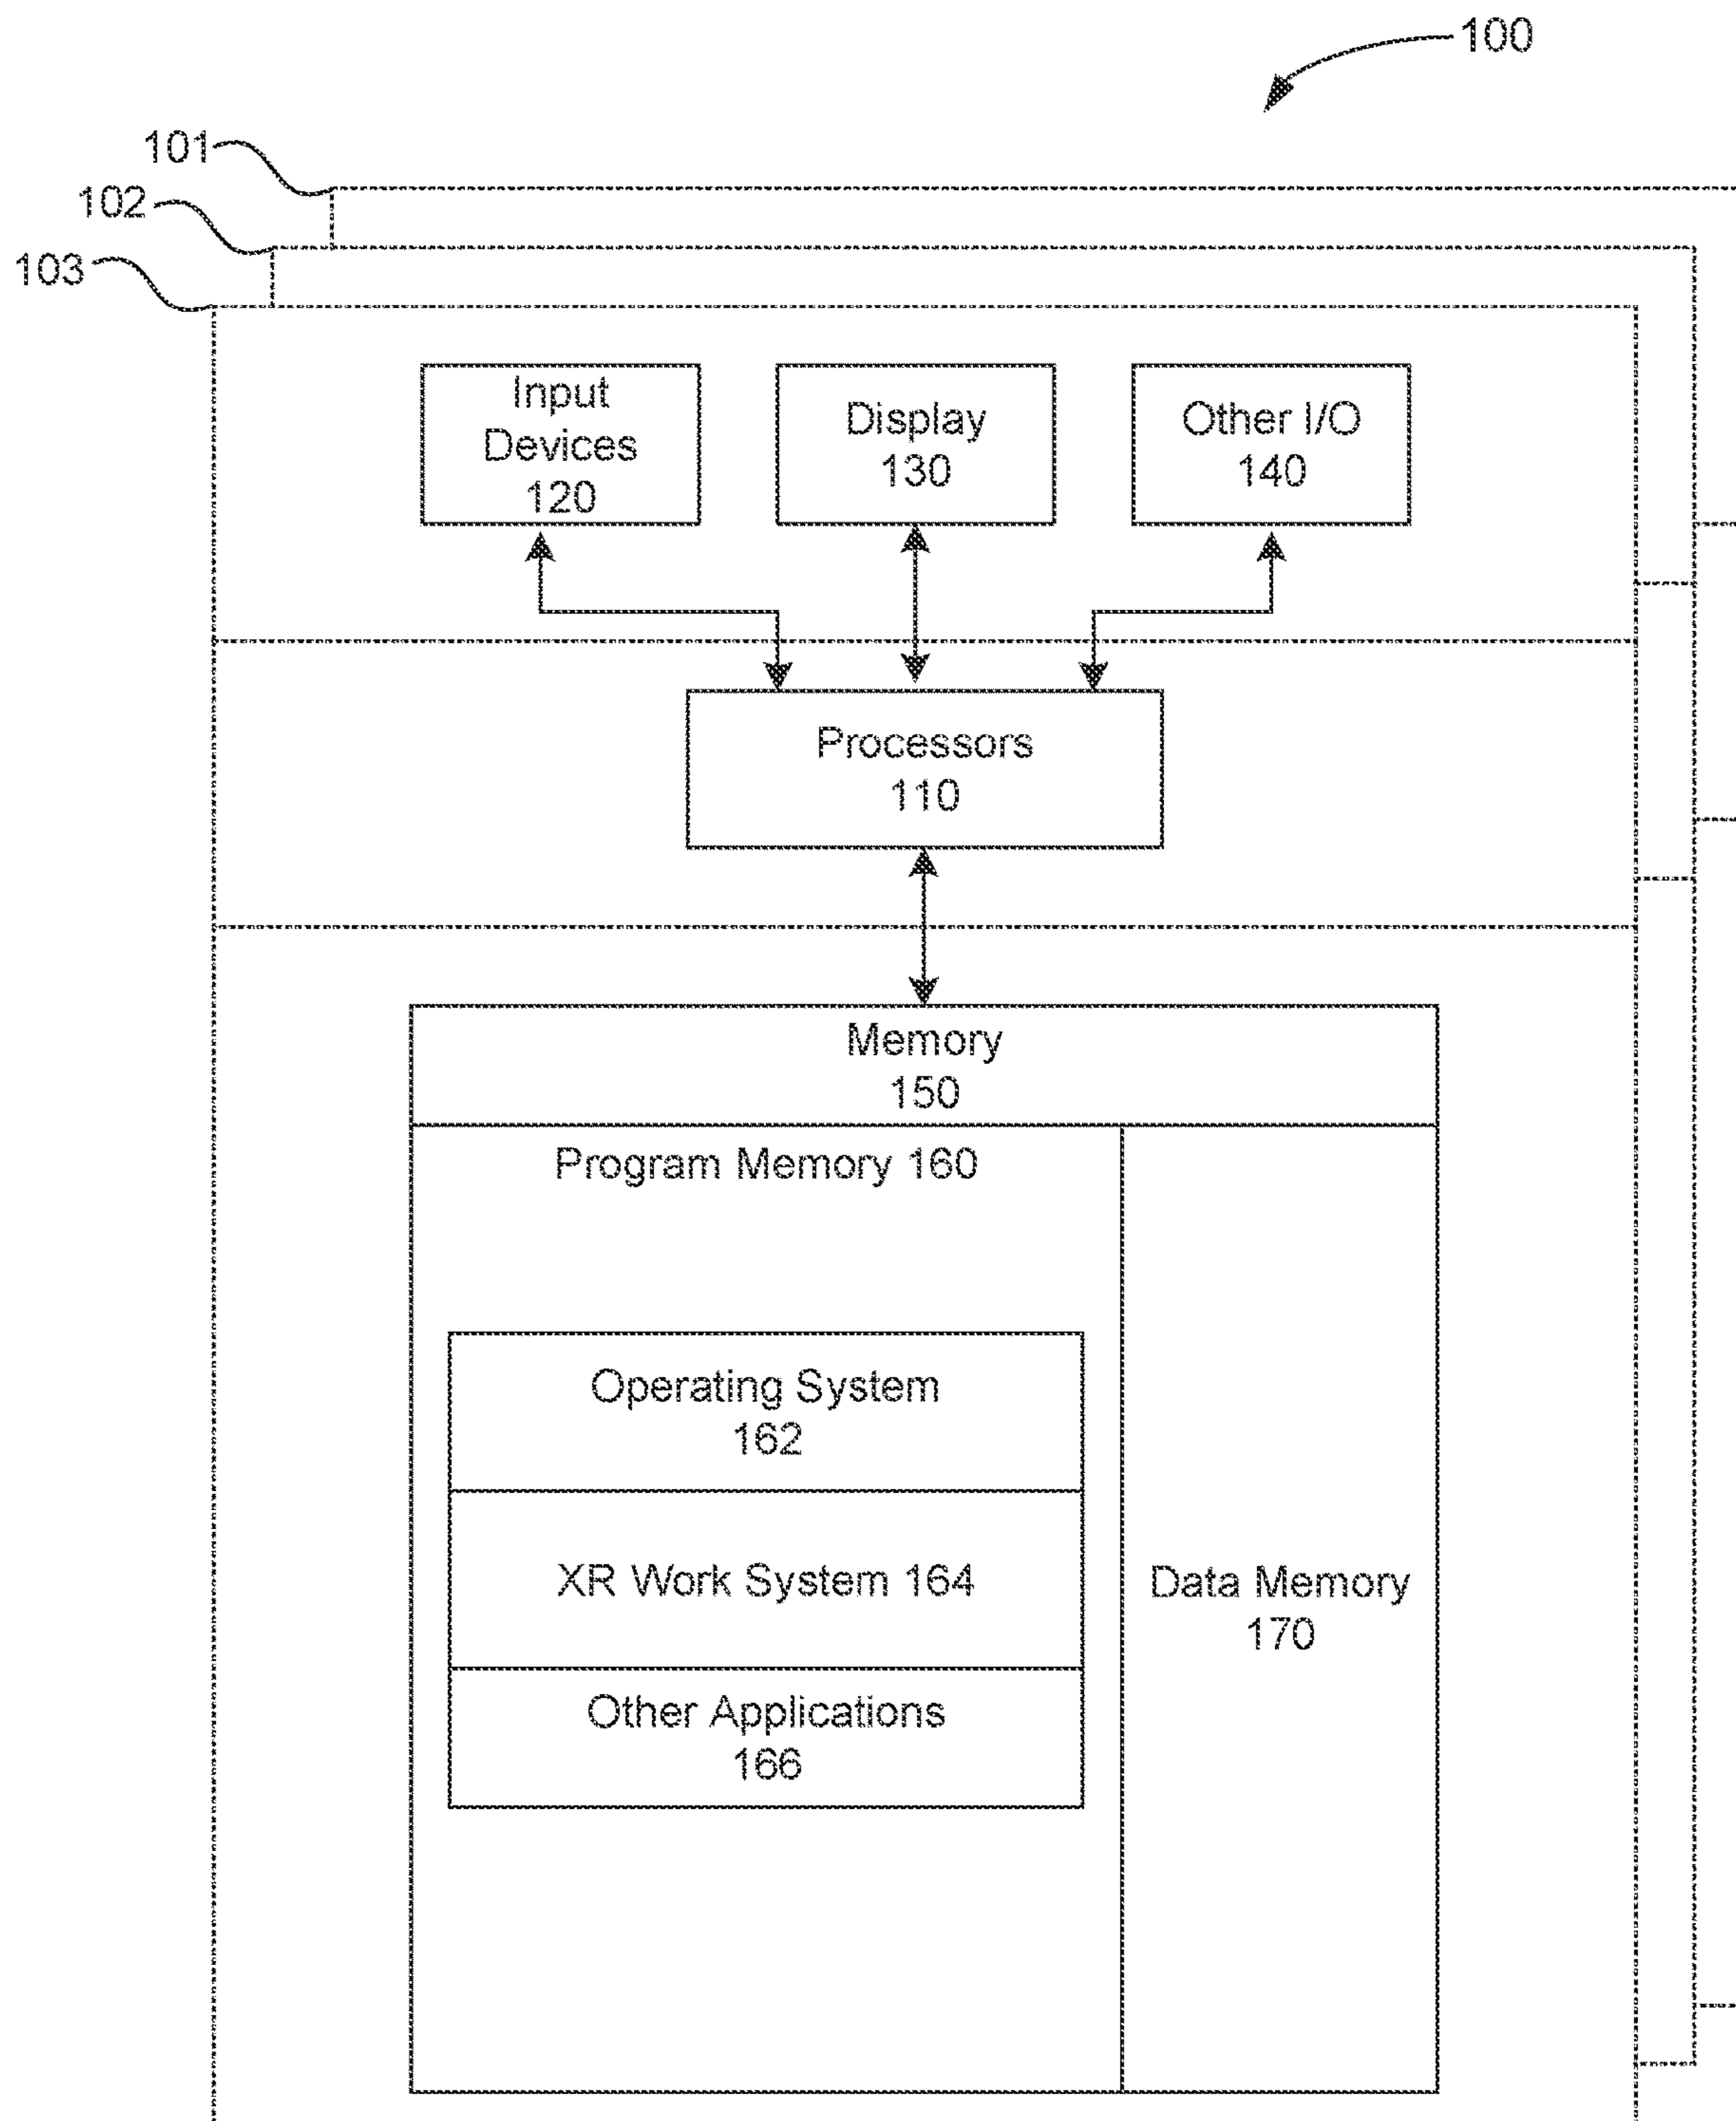 100
101
102
103
Input
Devices
120
Display
130
Other I/O
140
Processors
110
Memory
150
Program Memory 160
Operating System
162
XR Work System 164
Other Applications
166
Data Memory
170